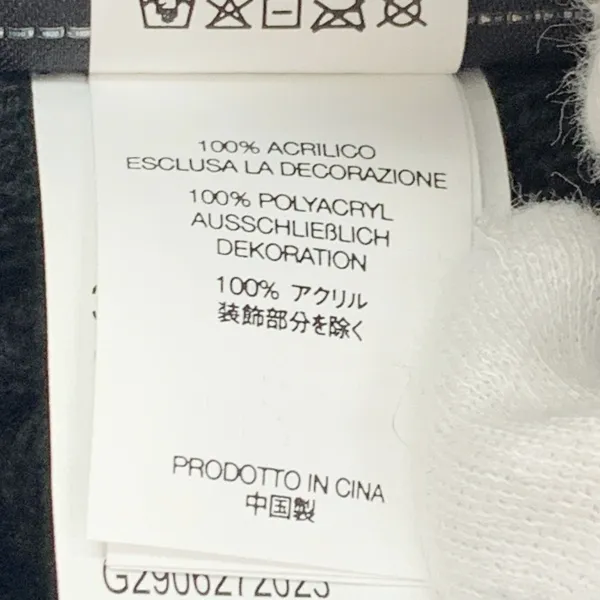 100% ACRILICO
ESCLUSA LA DECORAZIONE
100% POLYACRYL
AUSSCHLIEßLICH
DEKORATION
100% アクリル
装飾部分を除く
PRODOTTO IN CINA
中国製